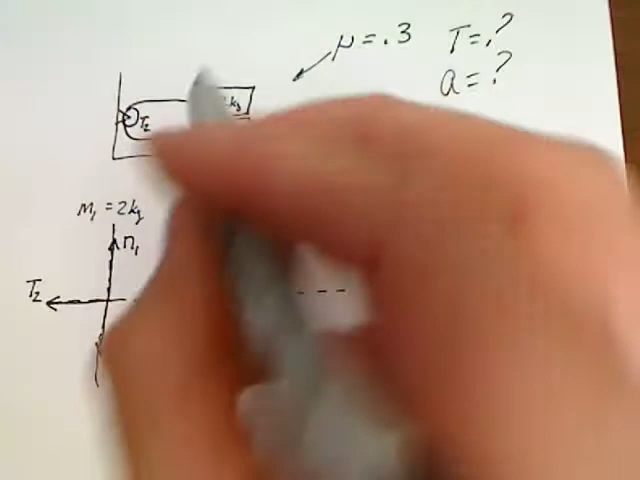 μ = .3 T = .?
a = ?
T2
M1 = 2kg
n1
T2